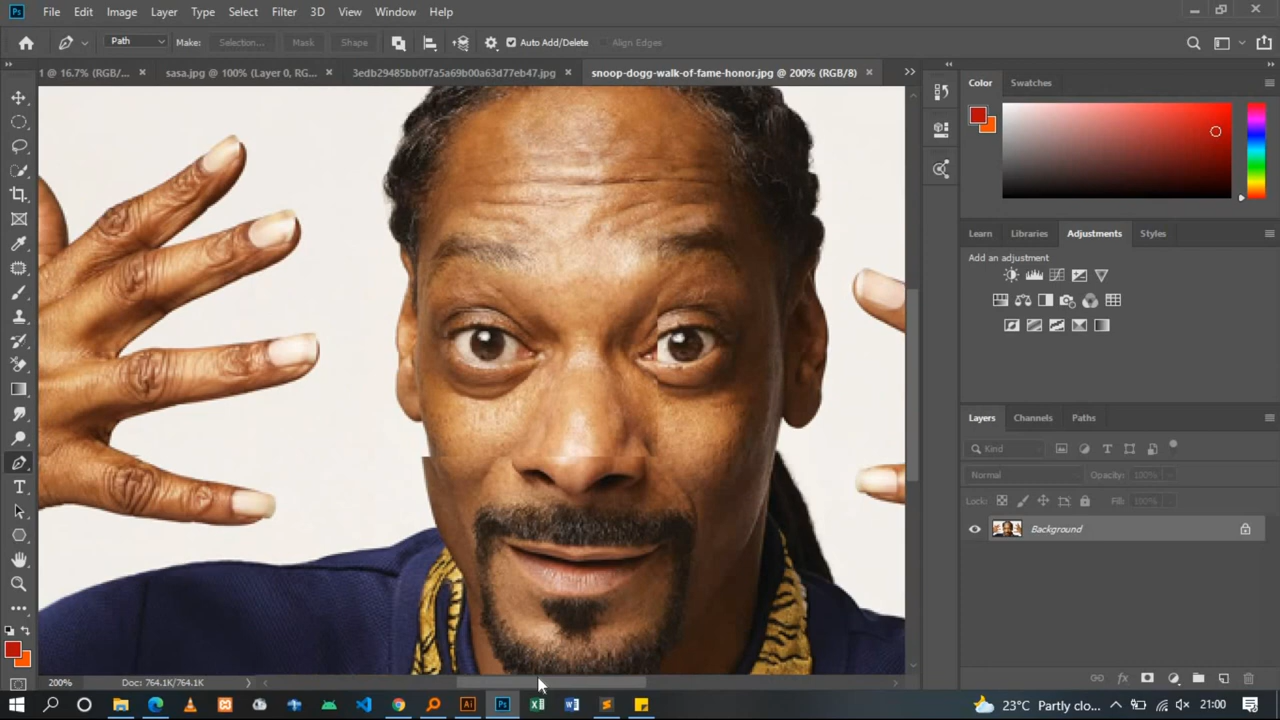 File Edit Image Layer Type Select Filter 3D View Window Help
Path Make: Selection... Mask Shape Auto Add/Delete Align Edges
1 @ 16.7% (RGB/... sasa.jpg @ 100% (Layer 0, RG... 3edb29485bb0f7a5a69b00a63d77eb47.jpg snoop-dogg-walk-of-fame-honor.jpg @ 200% (RGB/8)
Color Swatches
Learn Libraries Adjustments Styles
Add an adjustment
Layers Channels Paths
Kind
Normal Opacity: 100%
Lock: Fill: 100%
Background
200% Doc: 764.1K/764.1K
23°C Partly clo... 21:00